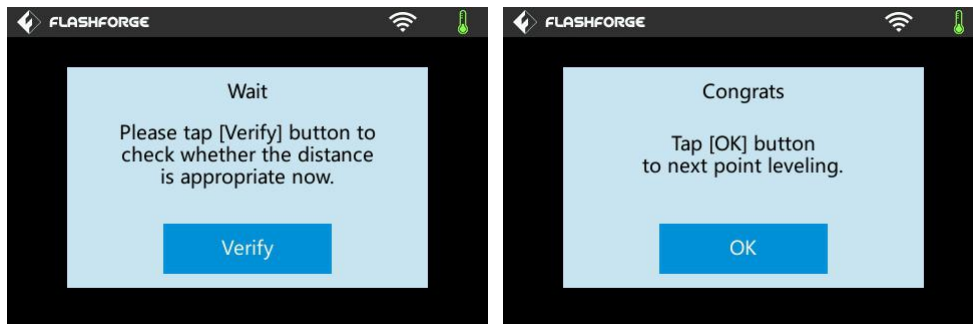 FLASHFORGE
Wait
Please tap [Verify] button to
check whether the distance
is appropriate now.
Verify
FLASHFORGE
Congrats
Tap [OK] button
to next point leveling.
OK